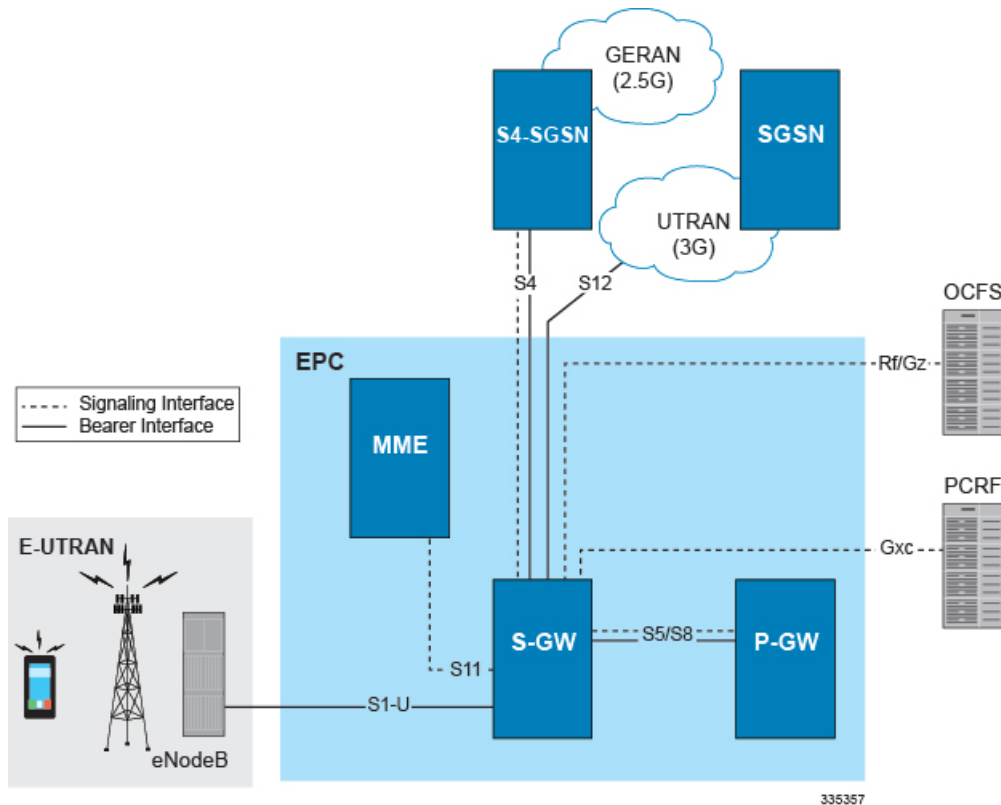 GERAN
(2.5G)
S4-SGSN
SGSN
UTRAN
(3G)
S4
S12
OCFS
EPC
Rf/Gz
Signaling Interface
Bearer Interface
MME
PCRF
E-UTRAN
Gxc
S-GW
S5/S8
P-GW
S11
S1-U
eNodeB
335357